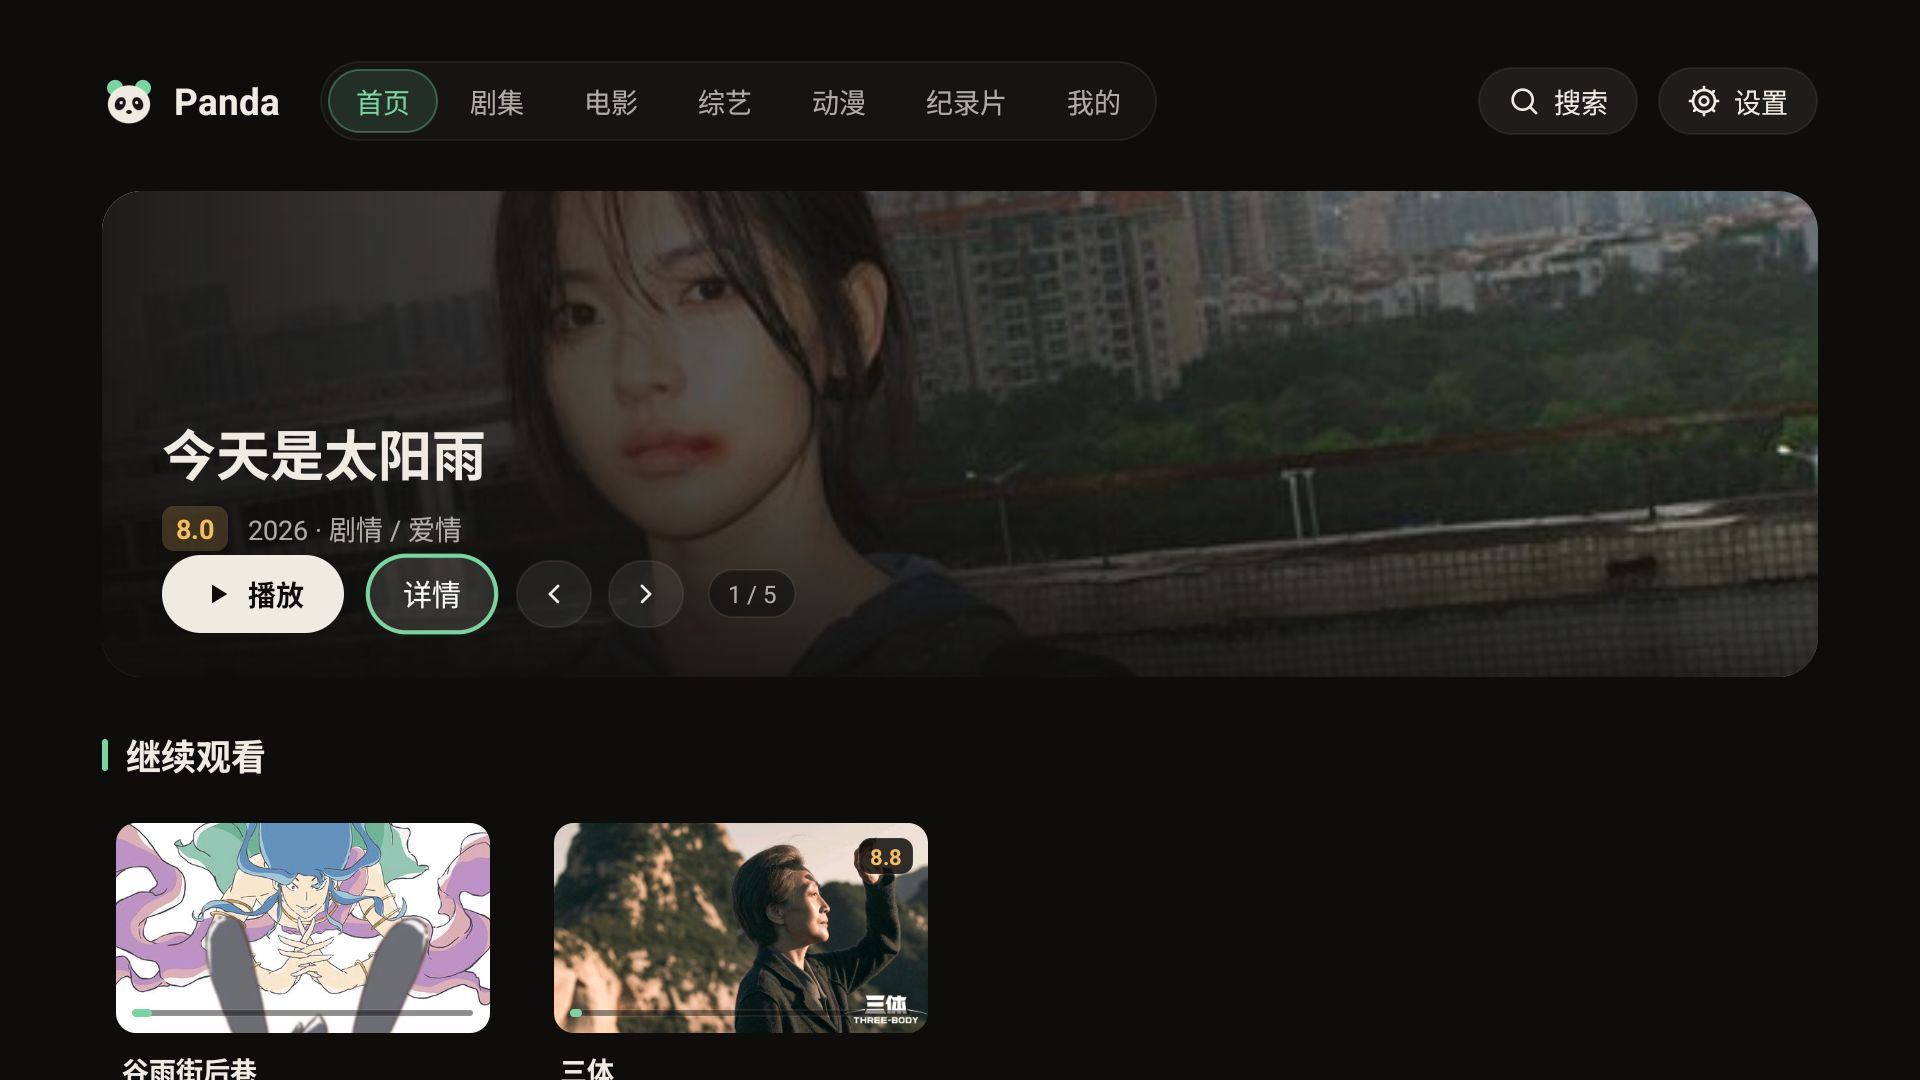 Panda
首页 剧集 电影 综艺 动漫 纪录片 我的
搜索 设置
今天是太阳雨
8.0 2026 · 剧情 / 爱情
播放 详情 1 / 5
继续观看
8.8
三体
THREE-BODY
谷雨街后巷 三体